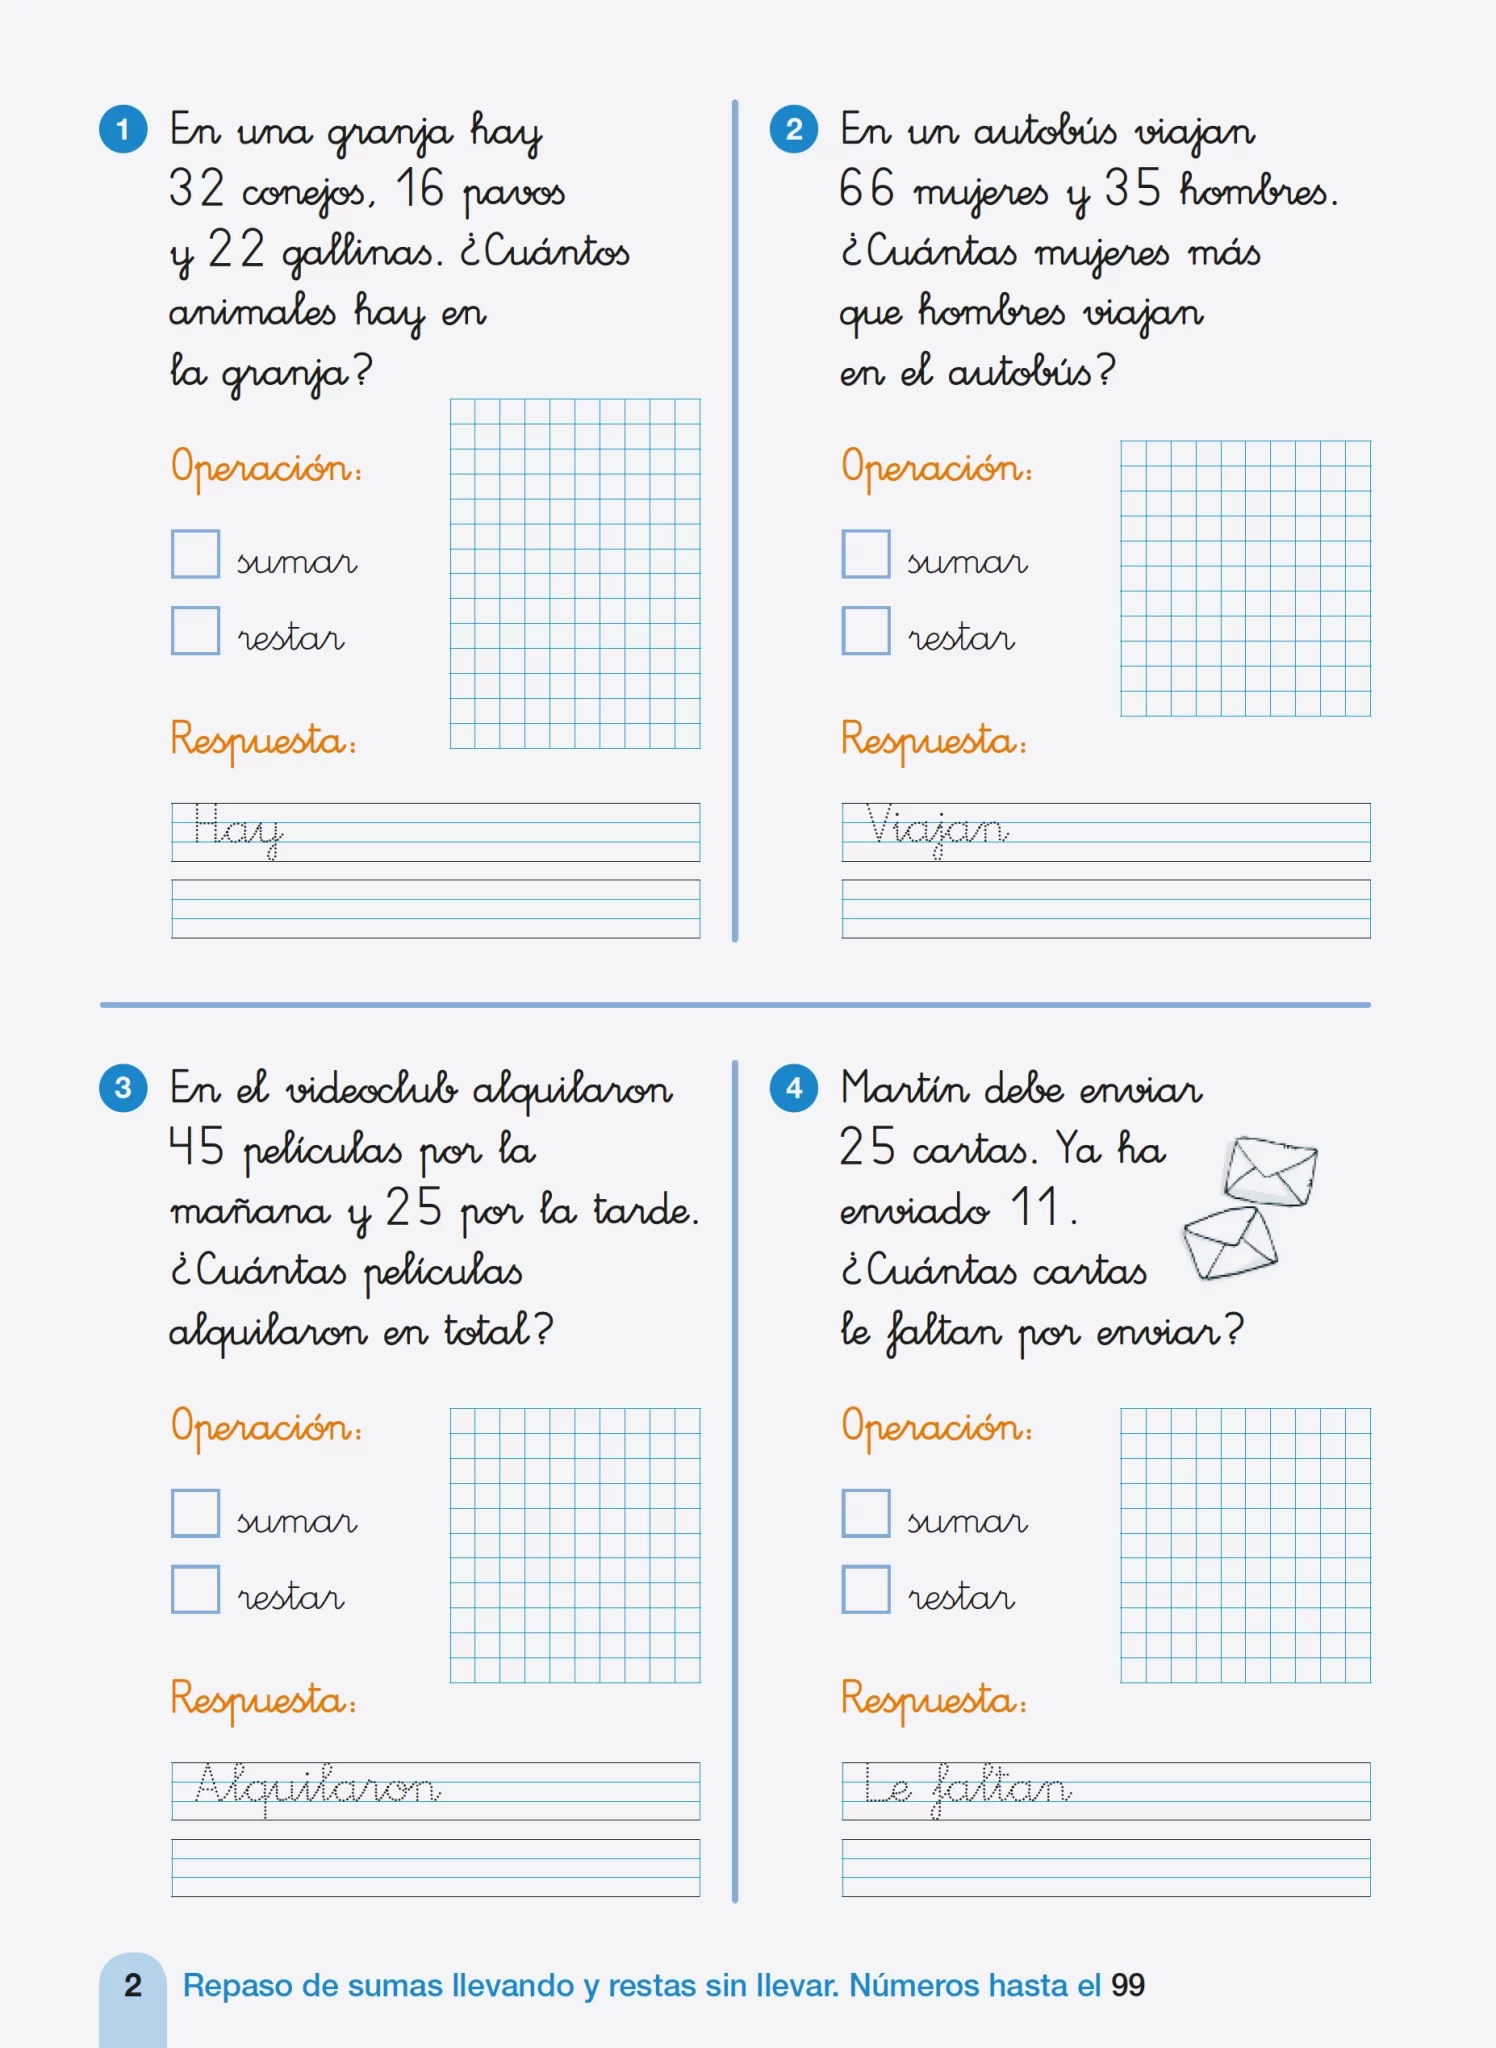 1 En una granja hay
32 conejos, 16 pavos
y 22 gallinas. ¿Cuántos
animales hay en
la granja?
Operación:
sumar
restar
Respuesta:
Hay
2 En un autobús viajan
66 mujeres y 35 hombres.
¿Cuántas mujeres más
que hombres viajan
en el autobús?
Operación:
sumar
restar
Respuesta:
Viajan
3 En el videoclub alquilaron
45 películas por la
mañana y 25 por la tarde.
¿Cuántas películas
alquilaron en total?
Operación:
sumar
restar
Respuesta:
Alquilaron
4 Martín debe enviar
25 cartas. Ya ha
enviado 11.
¿Cuántas cartas
le faltan por enviar?
Operación:
sumar
restar
Respuesta:
Le faltan
2 Repaso de sumas llevando y restas sin llevar. Números hasta el 99